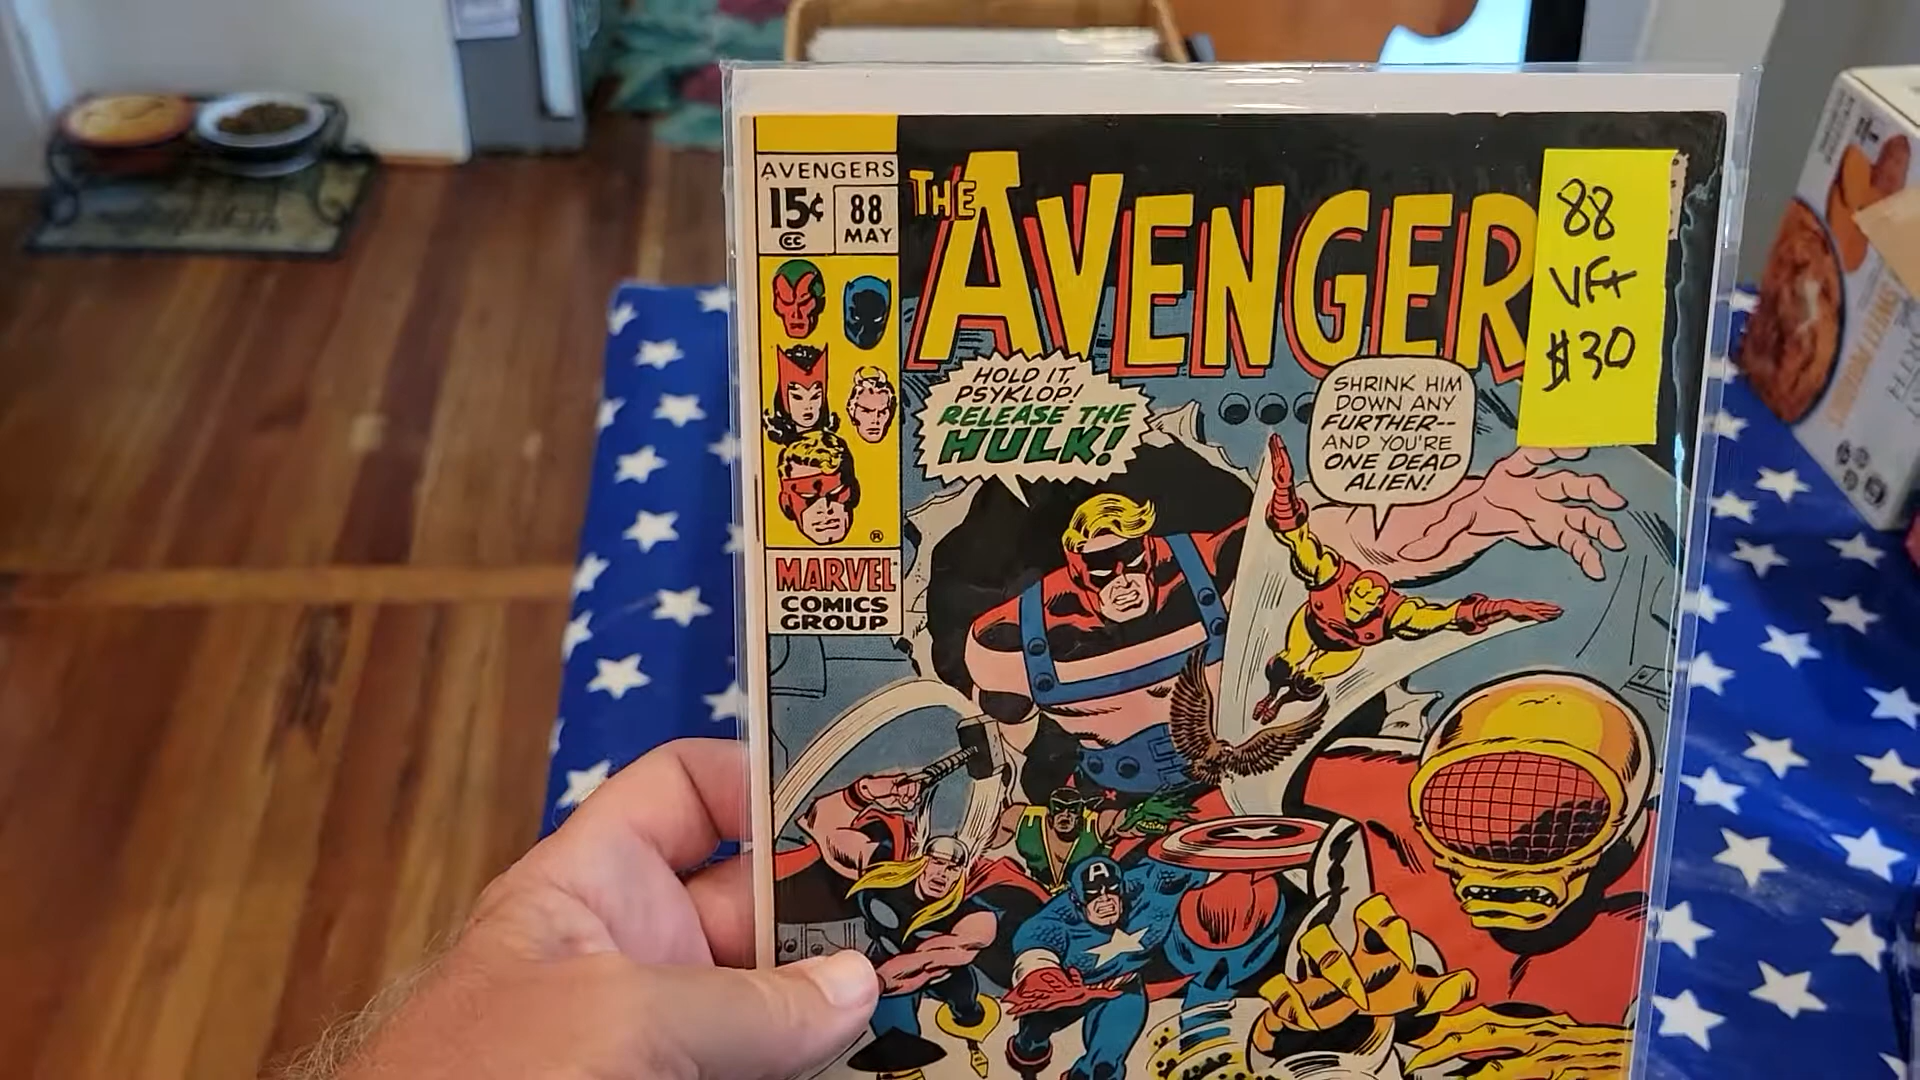 AVENGERS
15¢
CC
88
MAY
THE AVENGER
88
VF+
$30
HOLD IT,
PSYKLOP!
RELEASE THE
HULK!
SHRINK HIM
DOWN ANY
FURTHER--
AND YOU'RE
ONE DEAD
ALIEN!
®
MARVEL
COMICS
GROUP
A